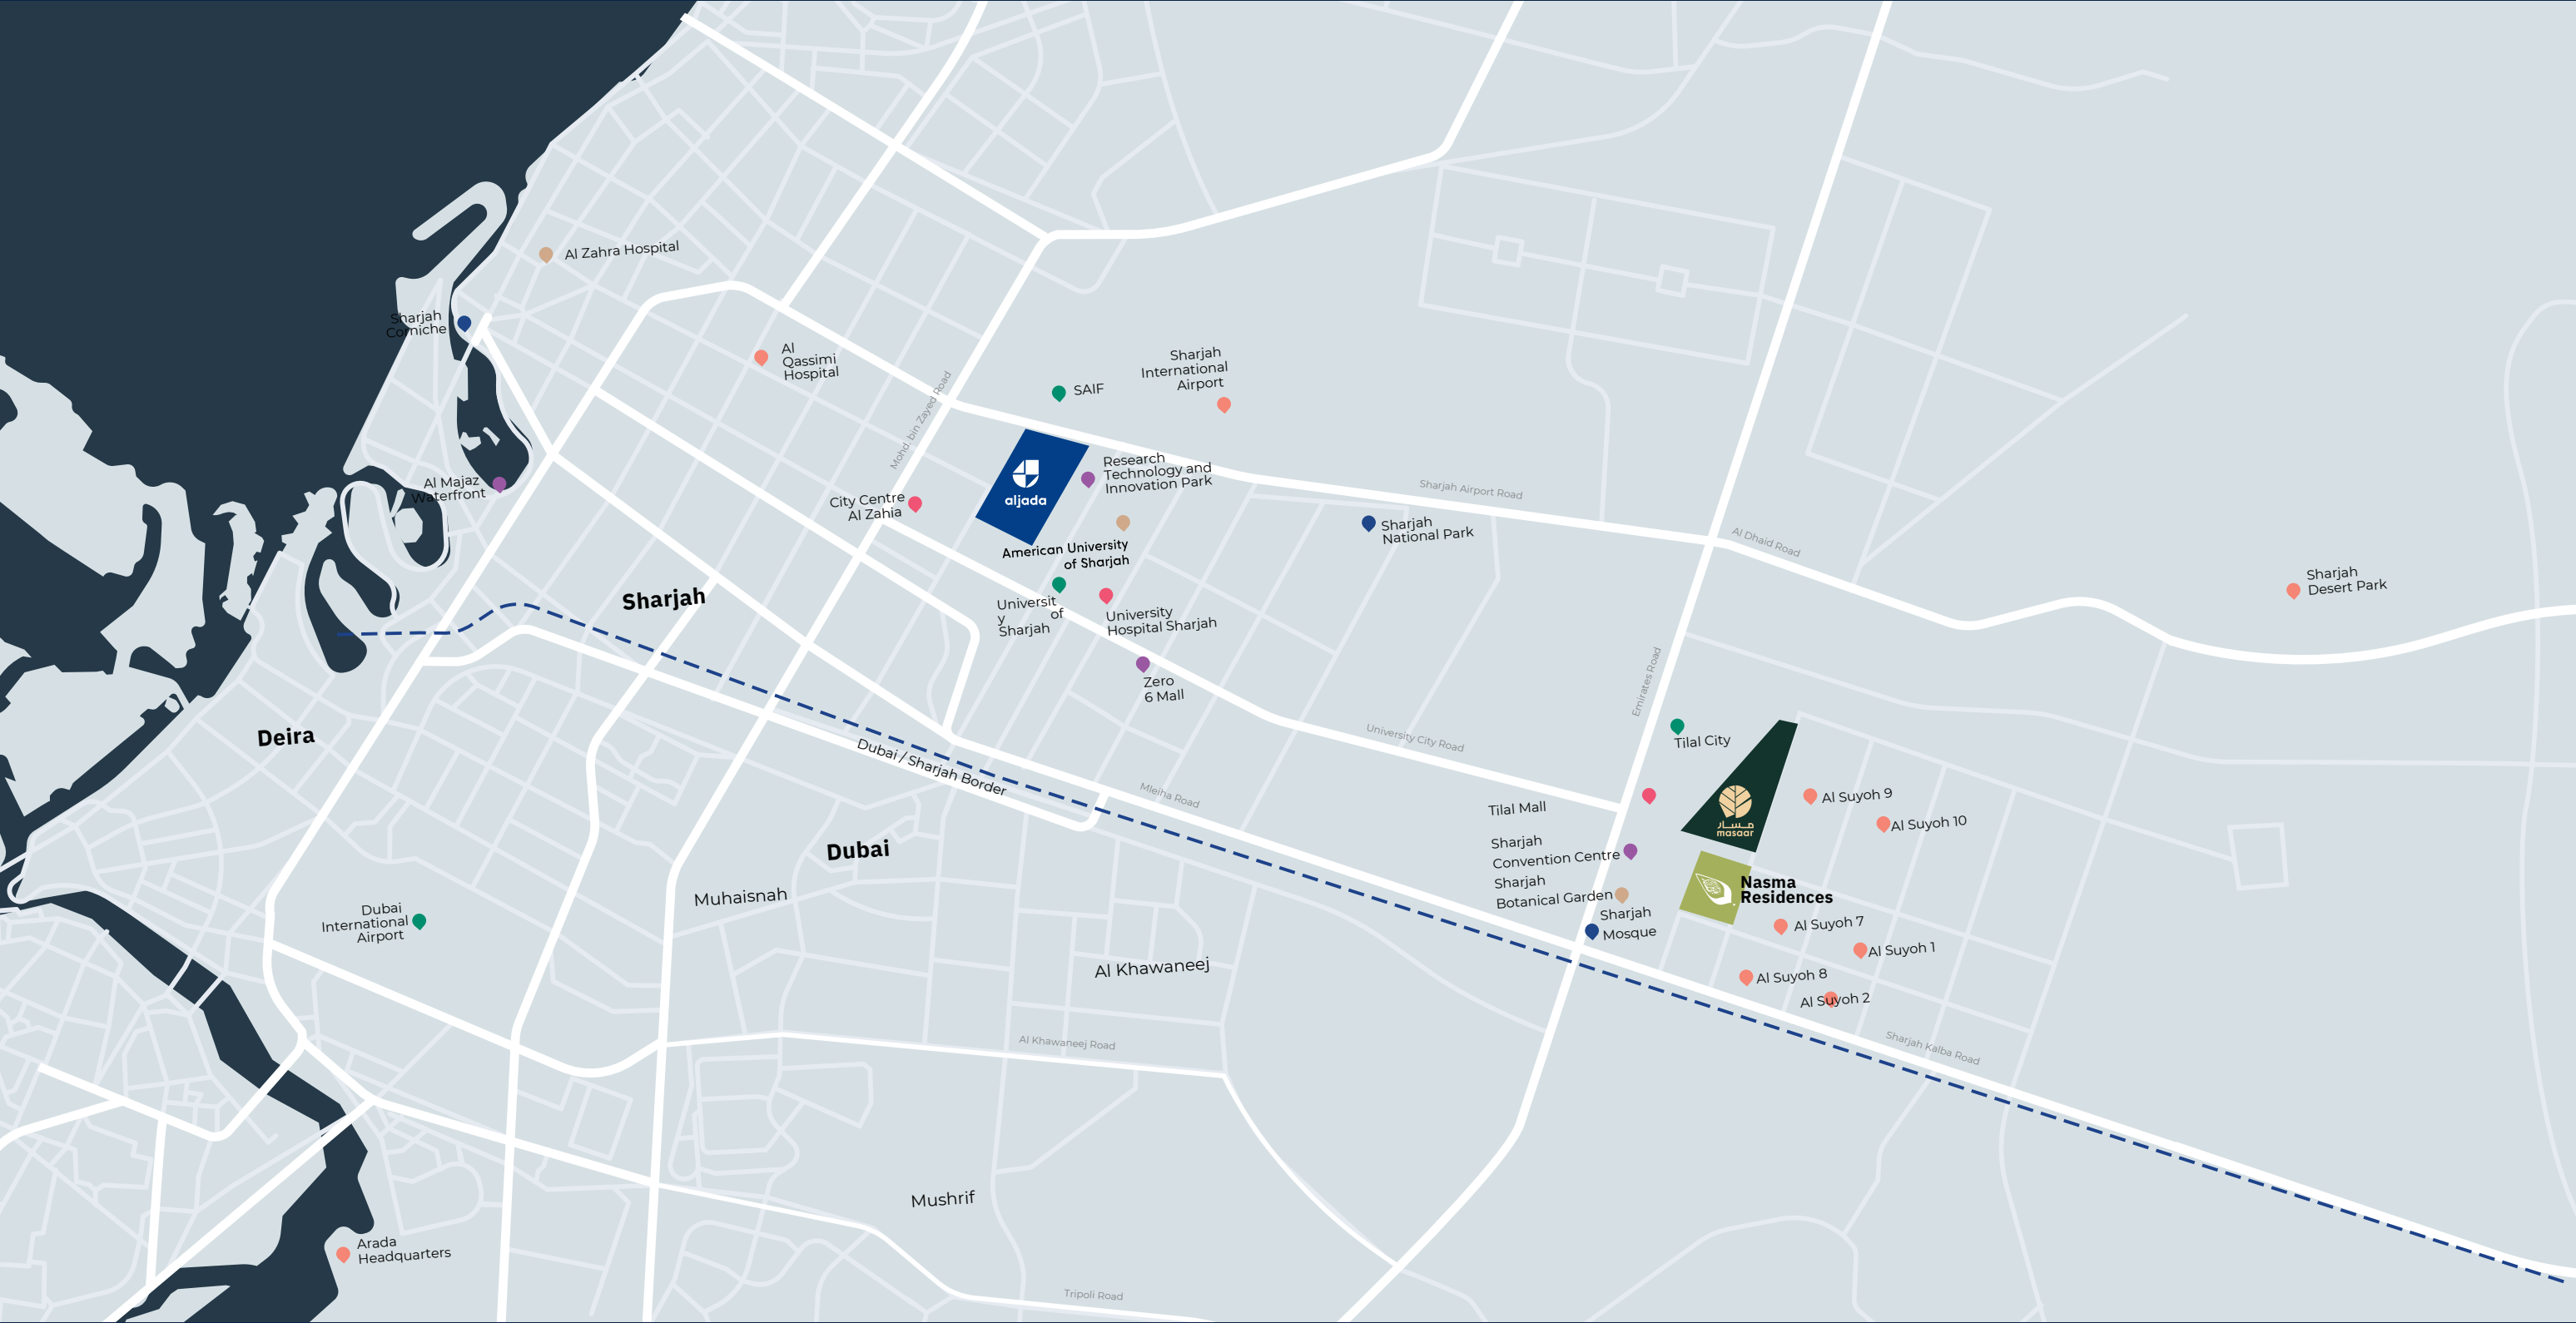 Al Zahra Hospital
Sharjah
Corniche
Al
Qassimi
Hospital
Sharjah
International
Airport
SAIF
Mohd. bin Zayed Road
aljada
Research
Technology and
Innovation Park
Al Majaz
Waterfront
City Centre
Al Zahia
Sharjah Airport Road
Sharjah
National Park
Al Dhaid Road
American University
of Sharjah
Sharjah
Desert Park
Sharjah
Universit
y
of
Sharjah
University
Hospital Sharjah
Zero
6 Mall
Emirates Road
Deira
University City Road
Tilal City
Dubai / Sharjah Border
Mleiha Road
Tilal Mall
مسار
masaar
Al Suyoh 9
Al Suyoh 10
Dubai
Sharjah
Convention Centre
Sharjah
Botanical Garden
Sharjah
Mosque
Nasma
Residences
Muhaisnah
Dubai
International
Airport
Al Suyoh 7
Al Suyoh 1
Al Khawaneej
Al Suyoh 8
Al Suyoh 2
Al Khawaneej Road
Sharjah Kalba Road
Mushrif
Arada
Headquarters
Tripoli Road